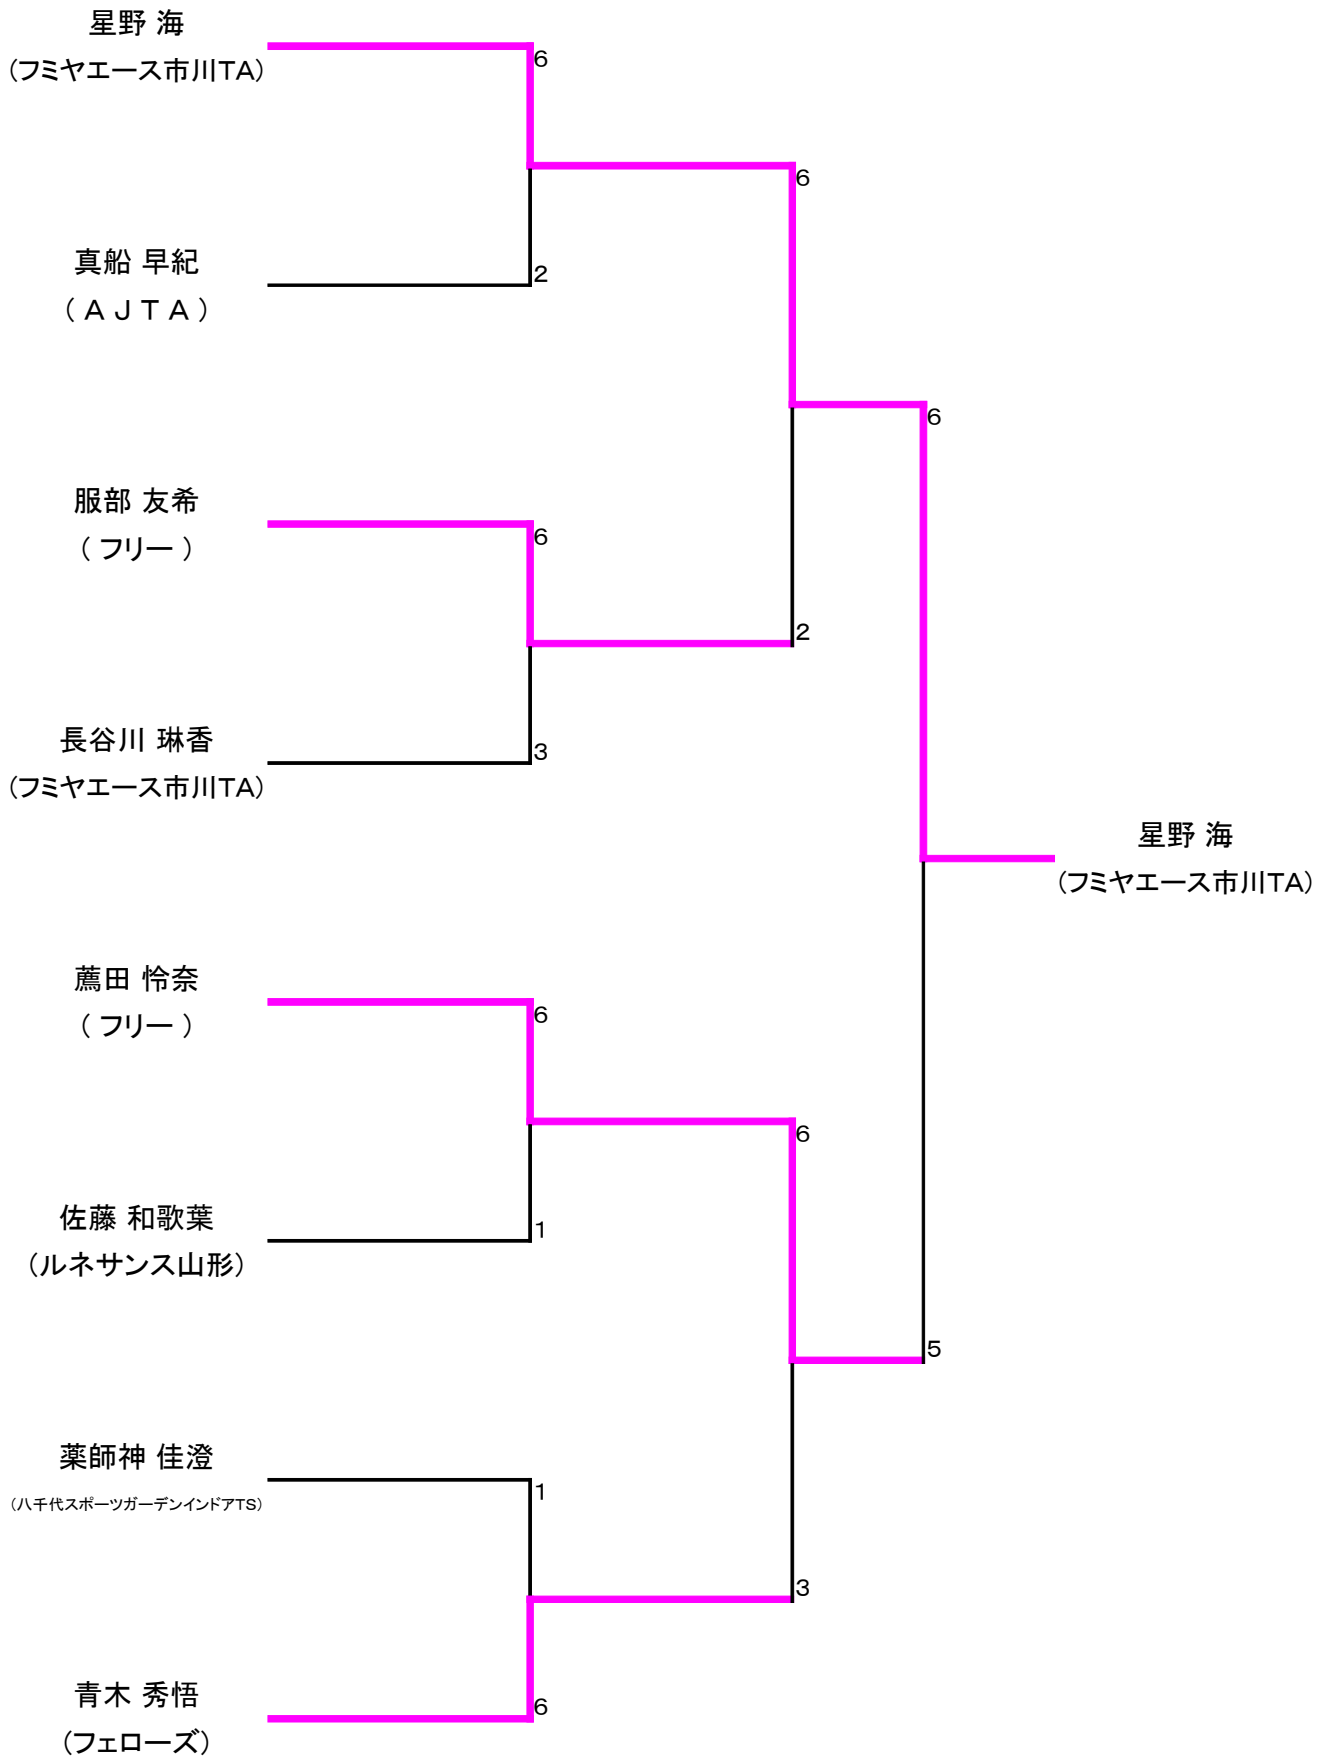 星野 海
(フミヤエース市川TA)
6
6
真船 早紀
( A J T A )
2
6
服部 友希
( フリー )
6
2
長谷川 琳香
(フミヤエース市川TA)
3
星野 海
(フミヤエース市川TA)
薦田 怜奈
( フリー )
6
6
佐藤 和歌葉
(ルネサンス山形)
1
5
薬師神 佳澄
(八千代スポーツガーデンインドアTS)
1
3
青木 秀悟
(フェローズ)
6